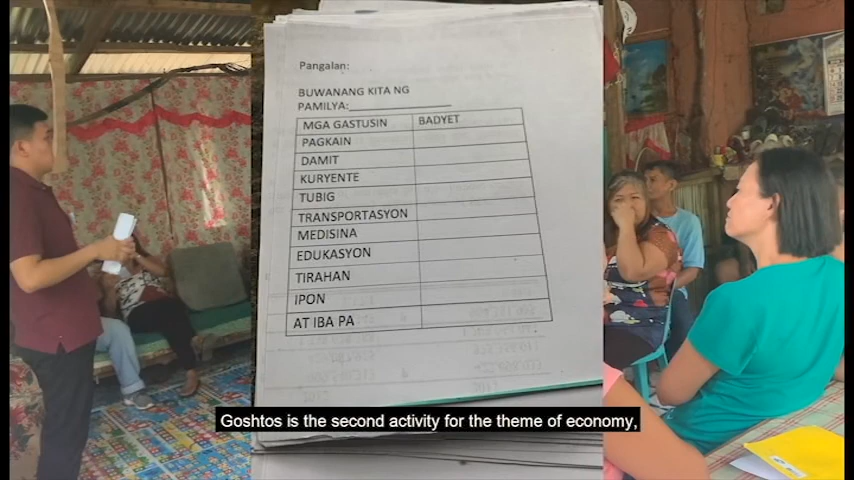 Pangalan:
BUWANANG KITA NG
PAMILYA:
MGA GASTUSIN BADYET
PAGKAIN
DAMIT
KURYENTE
TUBIG
TRANSPORTASYON
MEDISINA
EDUKASYON
TIRAHAN
IPON
AT IBA PA
Goshtos is the second activity for the theme of economy,